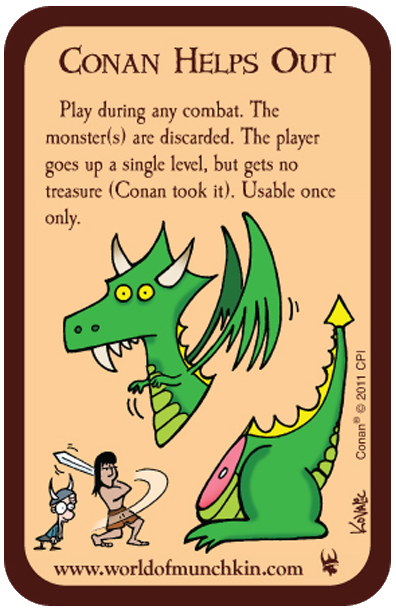 CONAN HELPS OUT
Play during any combat. The
monster(s) are discarded. The player
goes up a single level, but gets no
treasure (Conan took it). Usable once
only.
Conan® © 2011 CPI
KOVALIC
www.worldofmunchkin.com